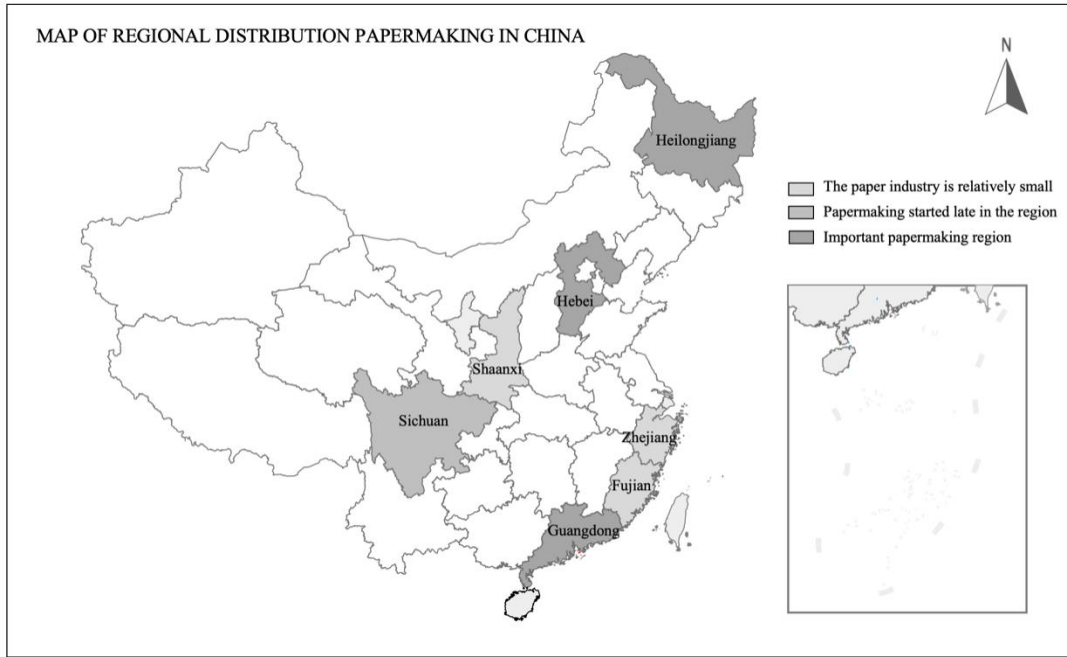 MAP OF REGIONAL DISTRIBUTION PAPERMAKING IN CHINA
N
Heilongjiang
The paper industry is relatively small
Papermaking started late in the region
Important papermaking region
Hebei
Shaanxi
Sichuan
Zhejiang
Fujian
Guangdong